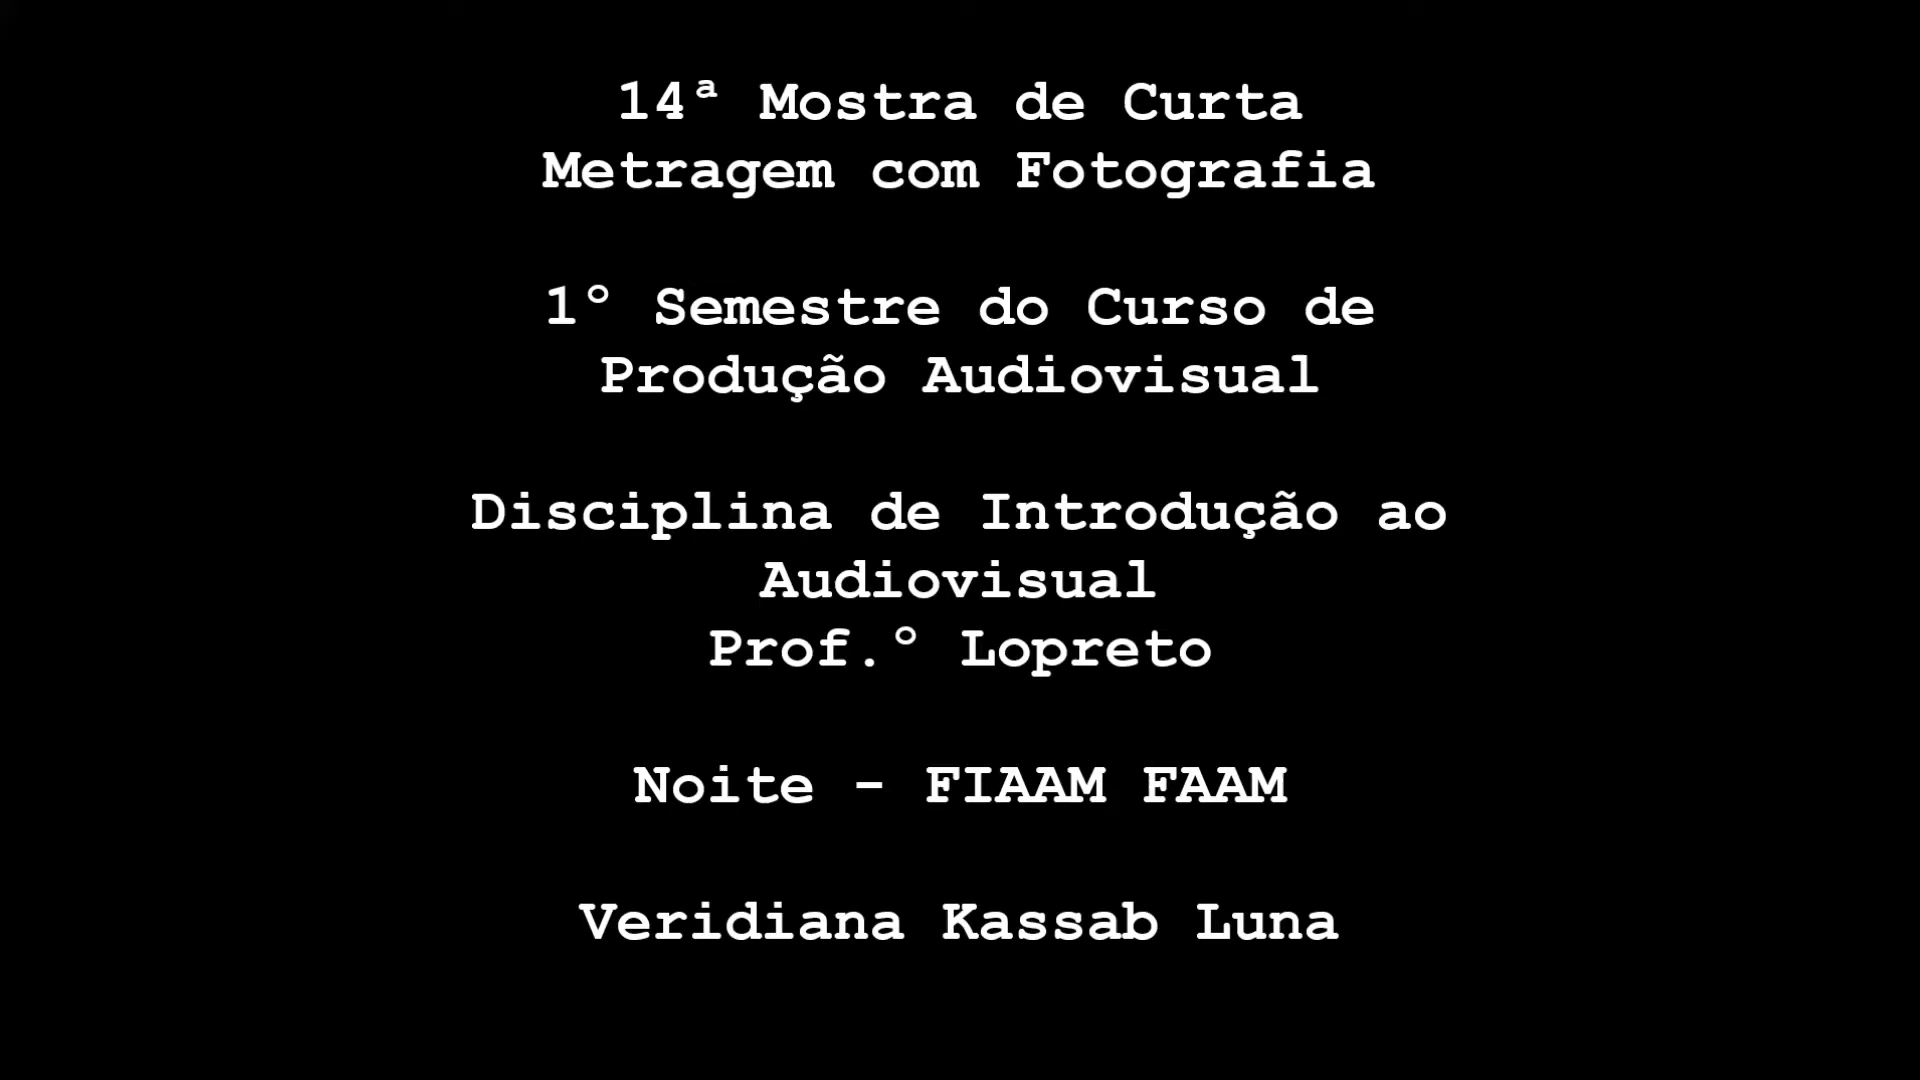 14ª Mostra de Curta
Metragem com Fotografia
1º Semestre do Curso de
Produção Audiovisual
Disciplina de Introdução ao
Audiovisual
Prof.º Lopreto
Noite - FIAAM FAAM
Veridiana Kassab Luna